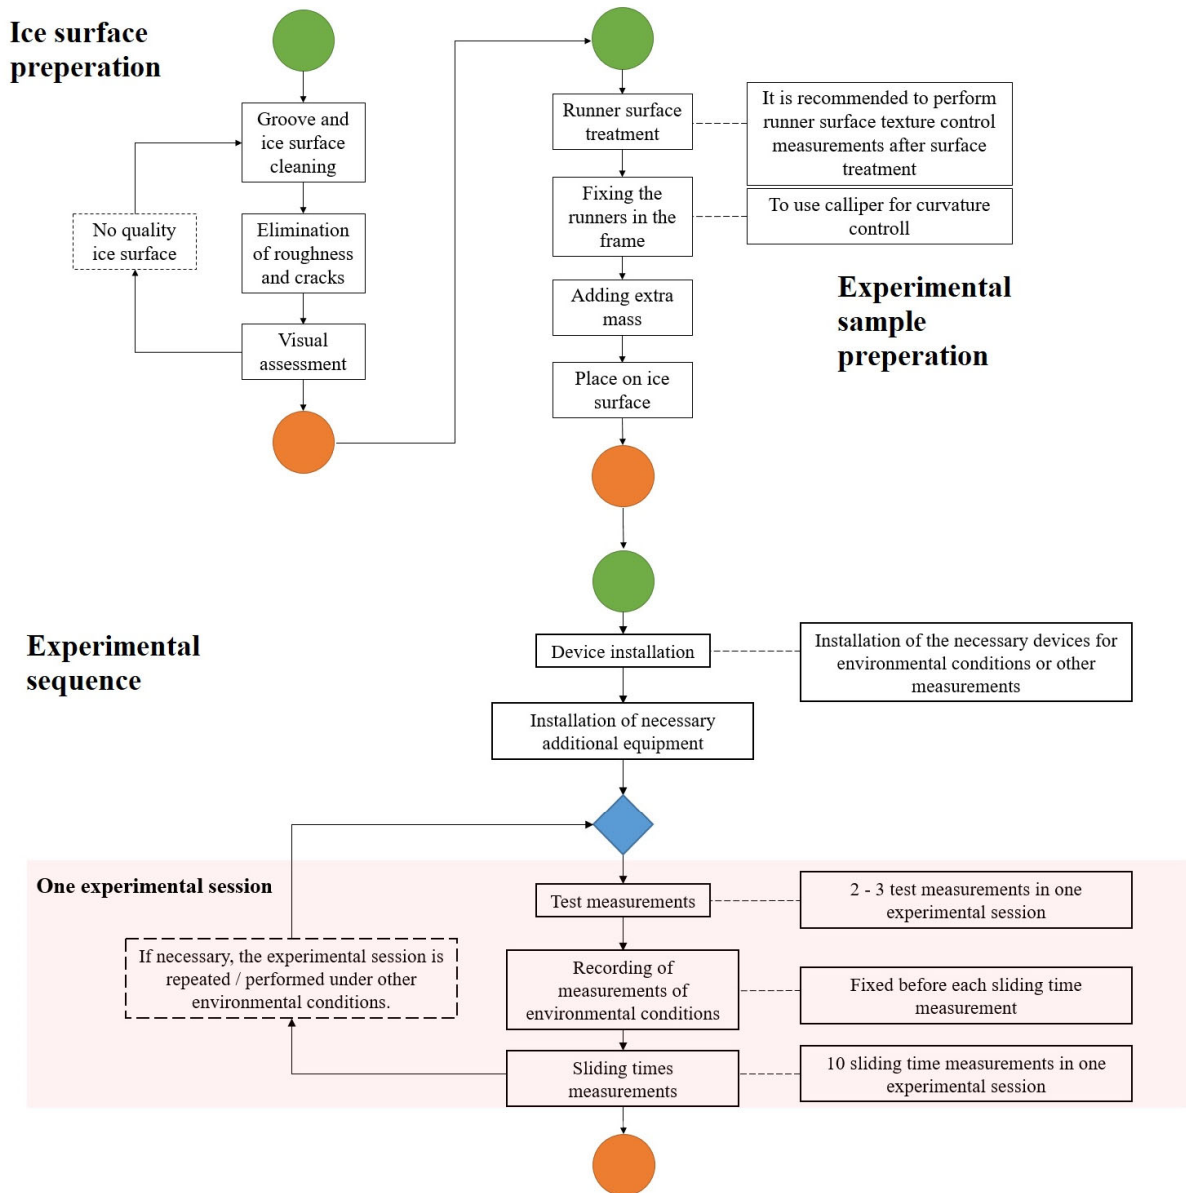 Ice surface
preperation
Groove and
ice surface
cleaning
No quality
ice surface
Elimination
of roughness
and cracks
Visual
assessment
Runner surface
treatment
It is recommended to perform
runner surface texture control
measurements after surface
treatment
Fixing the
runners in the
frame
To use calliper for curvature
controll
Adding extra
mass
Place on ice
surface
Experimental
sample
preperation
Experimental
sequence
Device installation
Installation of the necessary devices for
environmental conditions or other
measurements
Installation of necessary
additional equipment
One experimental session
Test measurements
2 - 3 test measurements in one
experimental session
If necessary, the experimental session is
repeated / performed under other
environmental conditions.
Recording of
measurements of
environmental conditions
Fixed before each sliding time
measurement
Sliding times
measurements
10 sliding time measurements in one
experimental session